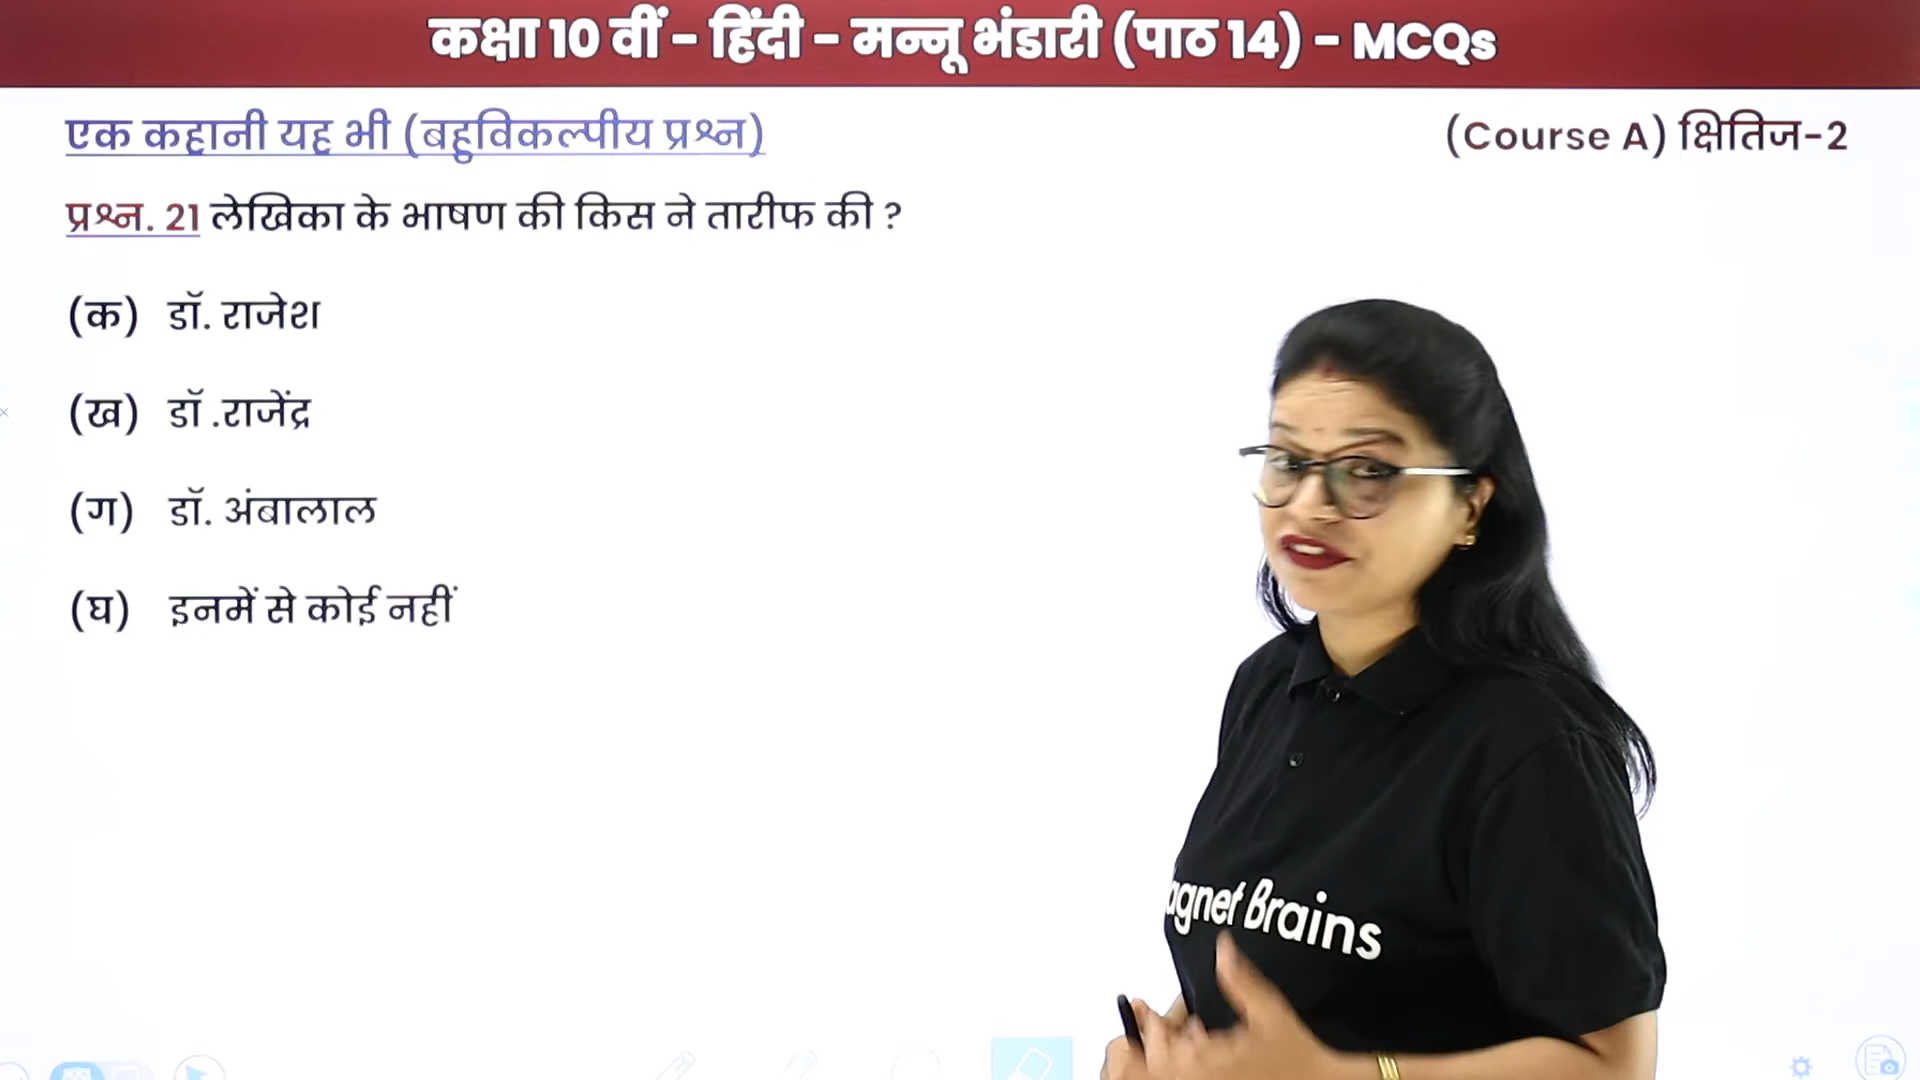 कक्षा 10 वीं - हिंदी - मन्नू भंडारी (पाठ 14) - MCQs
एक कहानी यह भी (बहुविकल्पीय प्रश्न)
(Course A) क्षितिज-2
प्रश्न. 21 लेखिका के भाषण की किस ने तारीफ की ?
(क) डॉ. राजेश
(ख) डॉ .राजेंद्र
(ग) डॉ. अंबालाल
(घ) इनमें से कोई नहीं
agnet Brains